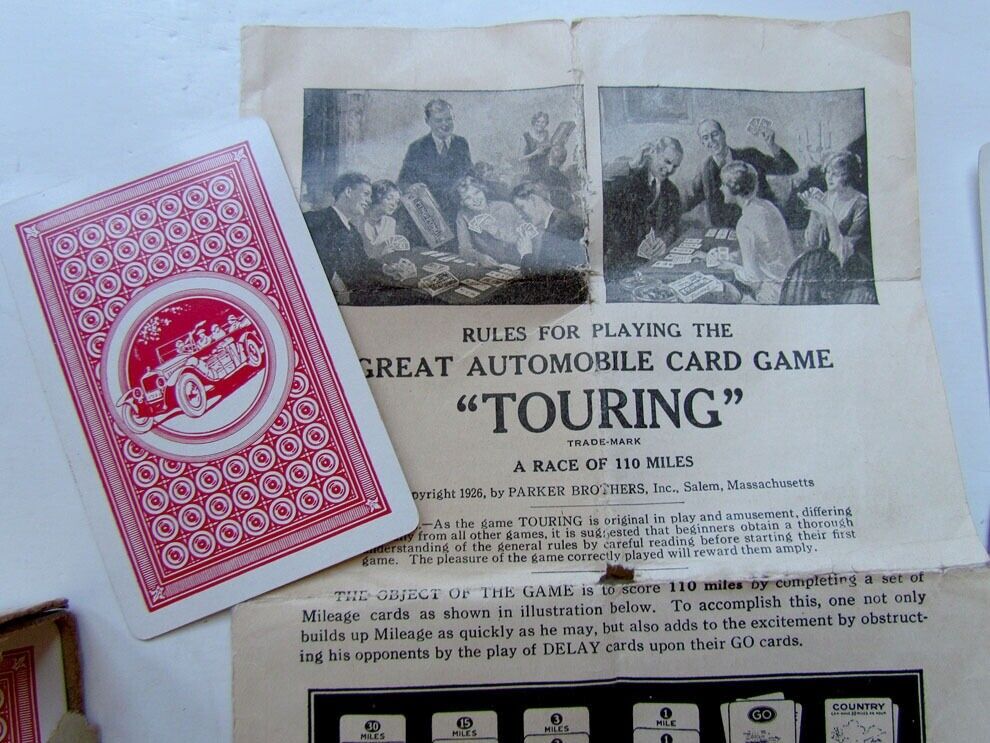 RULES FOR PLAYING THE
GREAT AUTOMOBILE CARD GAME
"TOURING"
TRADE-MARK
A RACE OF 110 MILES
pyright 1926, by PARKER BROTHERS, Inc., Salem, Massachusetts
—As the game TOURING is original in play and amusement, differing
from all other games, it is suggested that beginners obtain a thorough
understanding of the general rules by careful reading before starting their first
game. The pleasure of the game correctly played will reward them amply.
THE OBJECT OF THE GAME is to score 110 miles by completing a set of
Mileage cards as shown in illustration below. To accomplish this, one not only
builds up Mileage as quickly as he may, but also adds to the excitement by obstruct-
ing his opponents by the play of DELAY cards upon their GO cards.
30 MILES
15 MILES
3 MILES
1 MILE
GO
COUNTRY
3
1